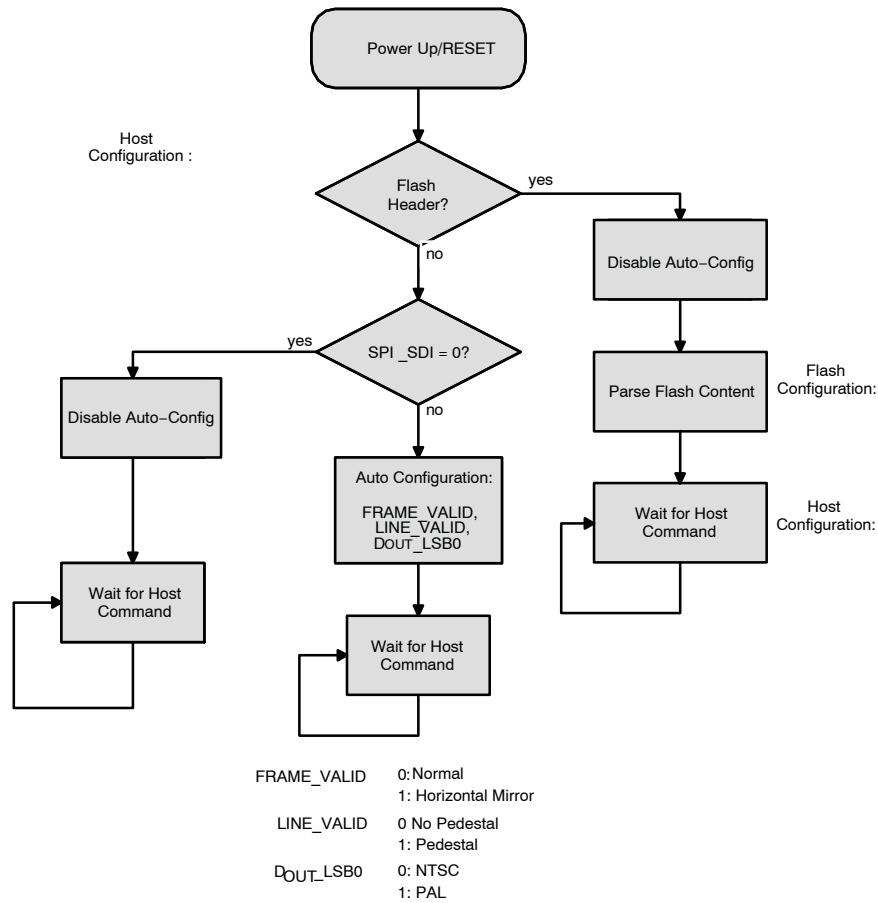 Power Up/RESET
Host
Configuration :
Flash
Header?
yes
no
Disable Auto−Config
SPI _SDI = 0?
yes
no
Parse Flash Content
Flash
Configuration:
Disable Auto−Config
Auto Configuration:
FRAME_VALID,
LINE_VALID,
DOUT_LSB0
Wait for Host
Command
Host
Configuration:
Wait for Host
Command
Wait for Host
Command
FRAME_VALID 0: Normal
1: Horizontal Mirror
LINE_VALID 0 No Pedestal
1: Pedestal
DOUT_LSB0 0: NTSC
1: PAL